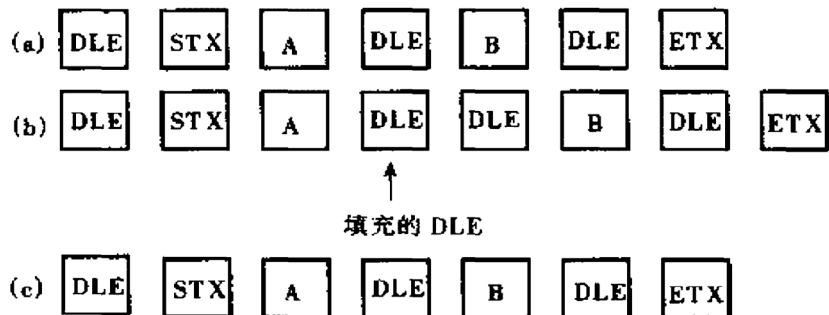 (a) DLE STX A DLE B DLE ETX
(b) DLE STX A DLE DLE B DLE ETX
填充的 DLE
(c) DLE STX A DLE B DLE ETX